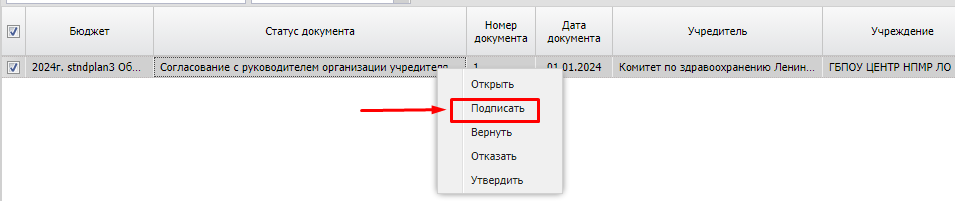 Бюджет
Статус документа
Номер
документа
Дата
документа
Учредитель
Учреждение
2024г. stndplan3 Об...
Согласование с руководителем организации учредителя
1
01.01.2024
Комитет по здравоохранению Ленин...
ГБПОУ ЦЕНТР НПМР ЛО
Открыть
Подписать
Вернуть
Отказать
Утвердить